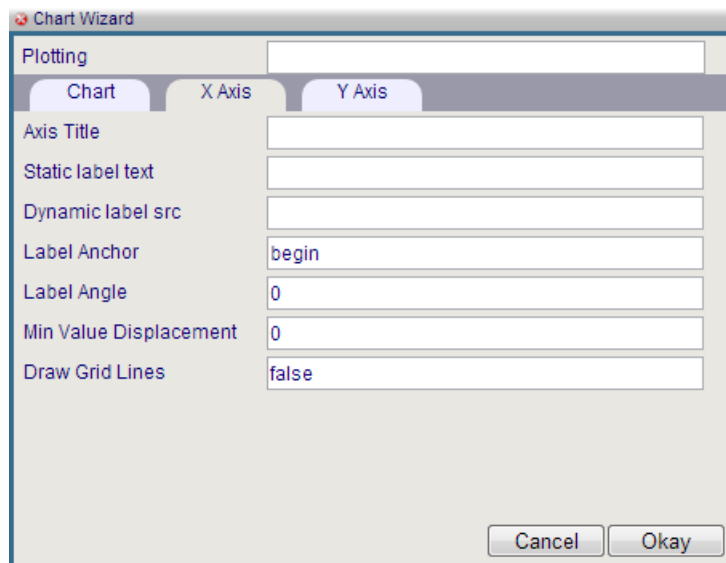 Chart Wizard
Plotting
Chart X Axis Y Axis
Axis Title
Static label text
Dynamic label src
Label Anchor begin
Label Angle 0
Min Value Displacement 0
Draw Grid Lines false
Cancel Okay